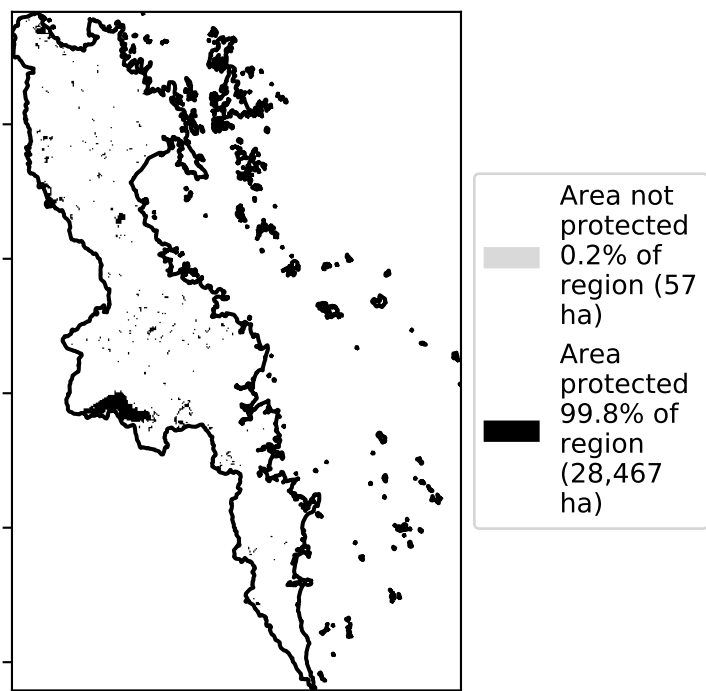 Area not
protected
0.2% of
region (57
ha)
Area
protected
99.8% of
region
(28,467
ha)